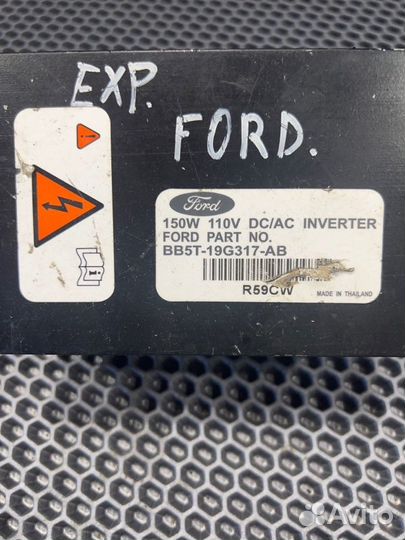 EXP.
FORD.
Ford
150W 110V DC/AC INVERTER
FORD PART NO.
BB5T-19G317-AB
R59CW
MADE IN THAILAND
Avito